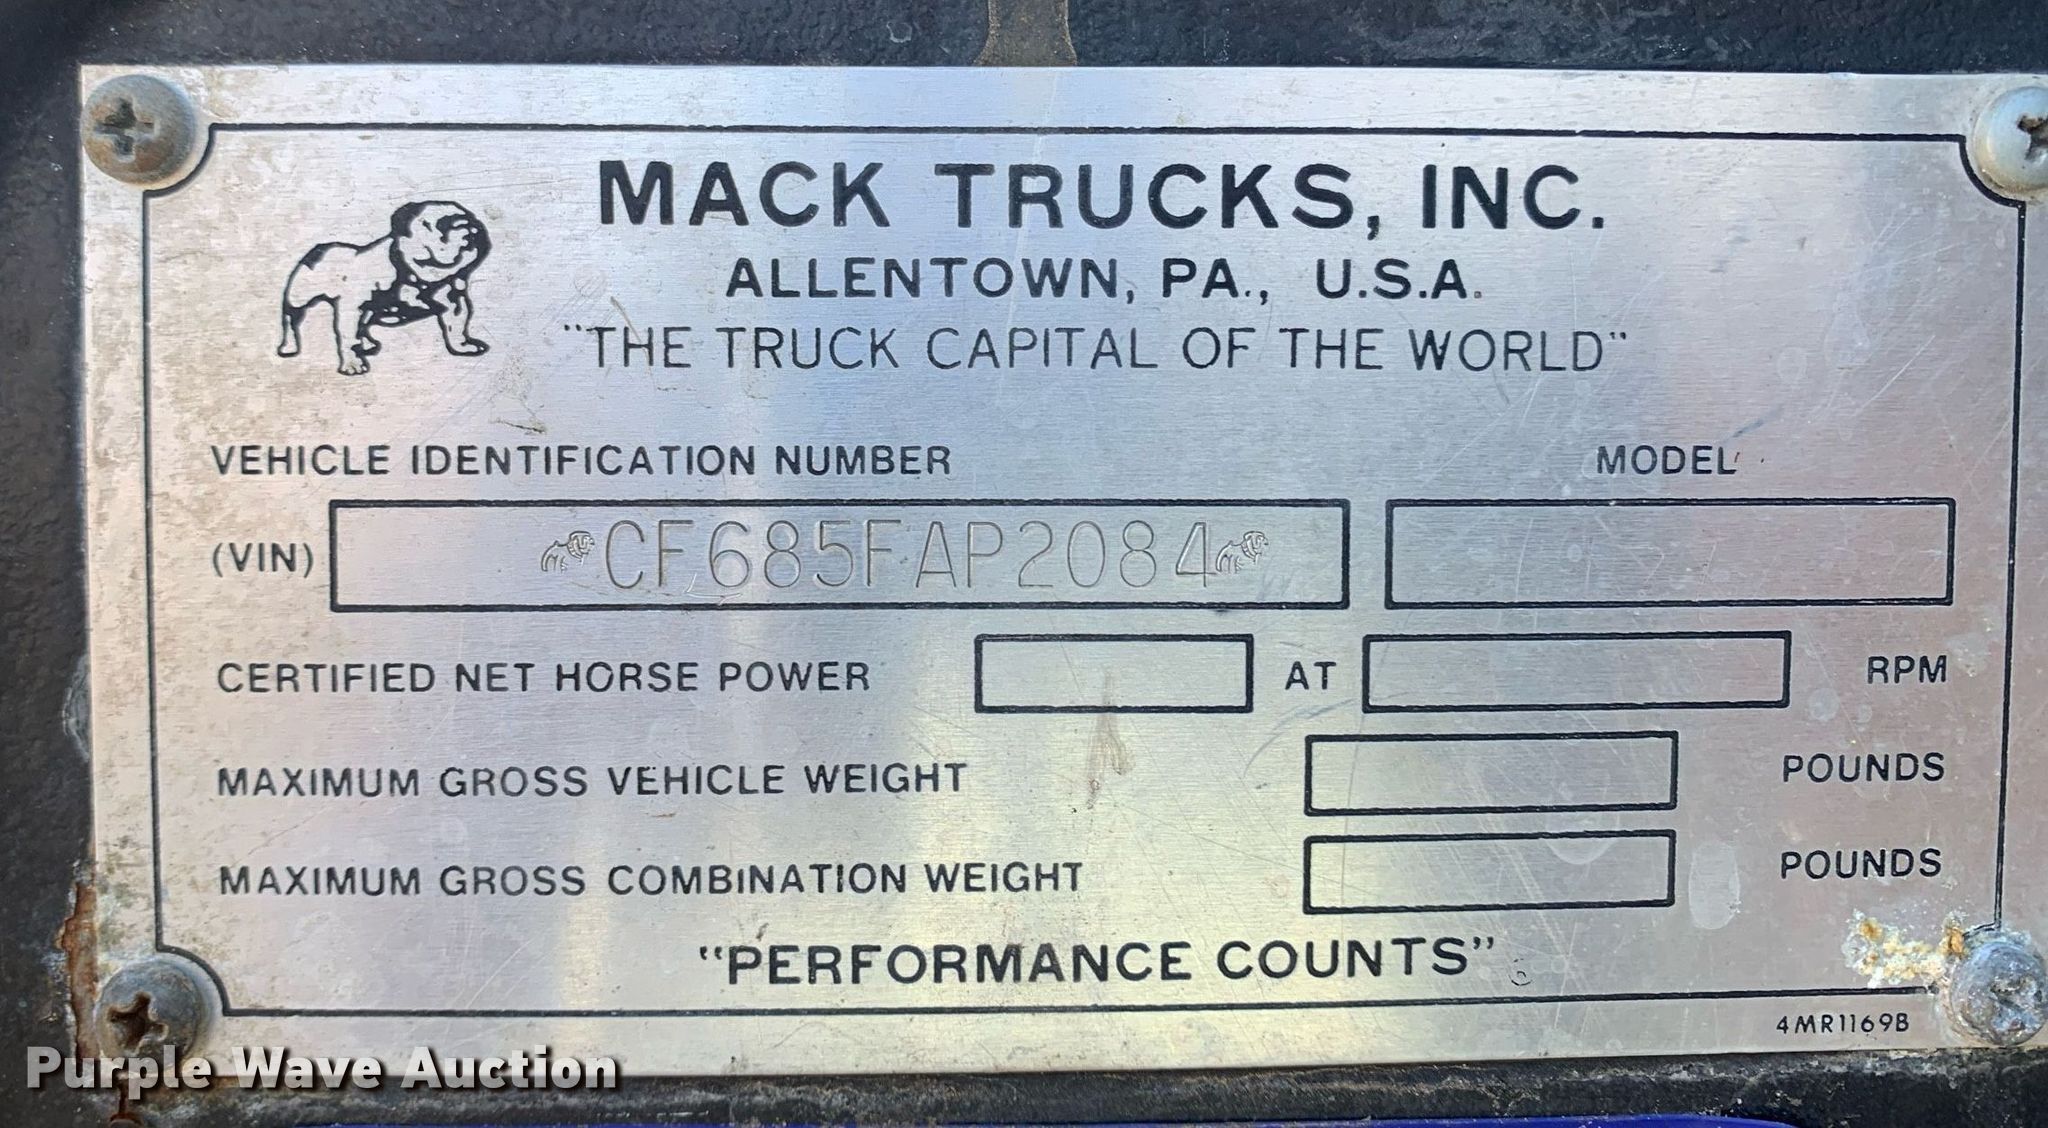 MACK TRUCKS, INC.
ALLENTOWN, PA., U.S.A.
"THE TRUCK CAPITAL OF THE WORLD"
VEHICLE IDENTIFICATION NUMBER MODEL
(VIN) CF685FAP2084
CERTIFIED NET HORSE POWER AT RPM
MAXIMUM GROSS VEHICLE WEIGHT POUNDS
MAXIMUM GROSS COMBINATION WEIGHT POUNDS
"PERFORMANCE COUNTS"
4MR1169B
Purple Wave Auction